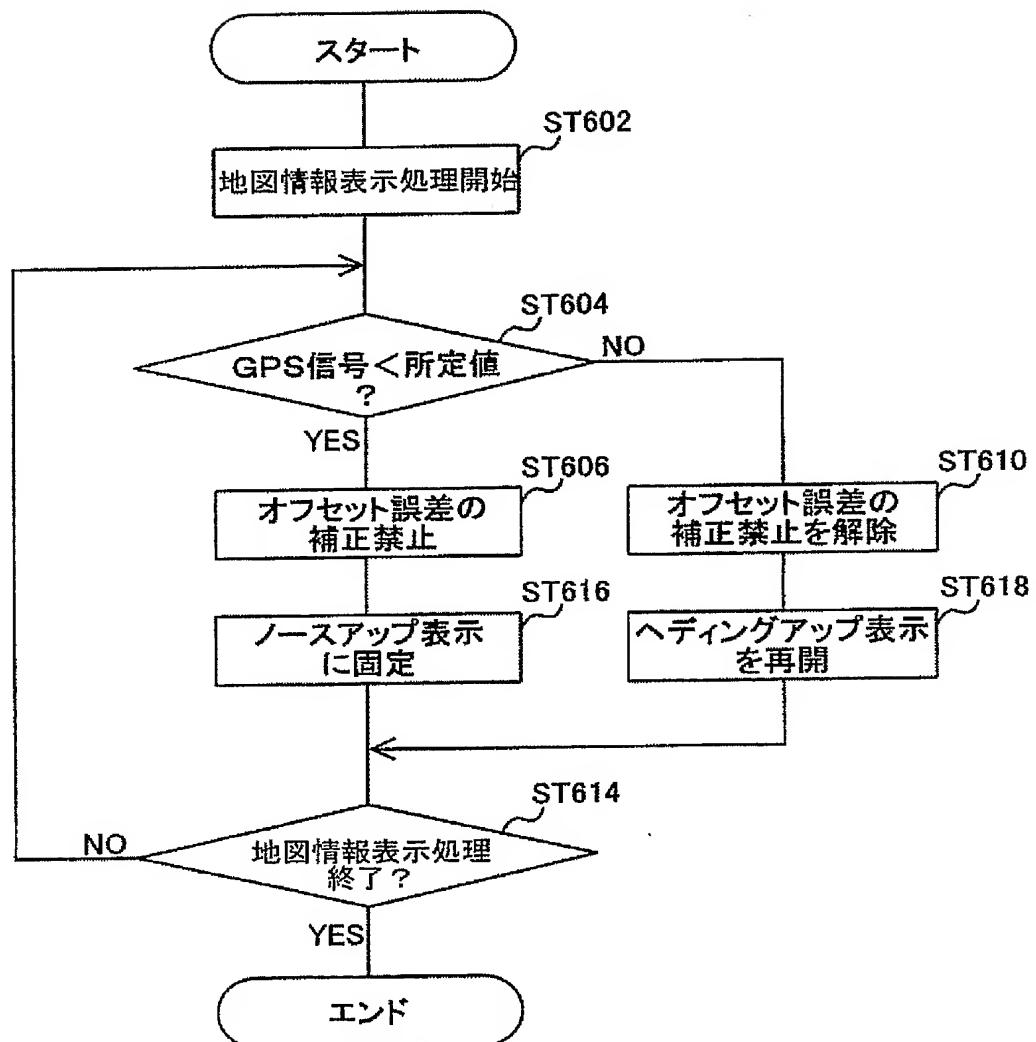 スタート
ST602
地図情報表示処理開始
ST604
GPS信号＜所定値
?
NO
YES
ST606
オフセット誤差の
補正禁止
ST610
オフセット誤差の
補正禁止を解除
ST616
ノースアップ表示
に固定
ST618
ヘディングアップ表示
を再開
ST614
地図情報表示処理
終了？
NO
YES
エンド